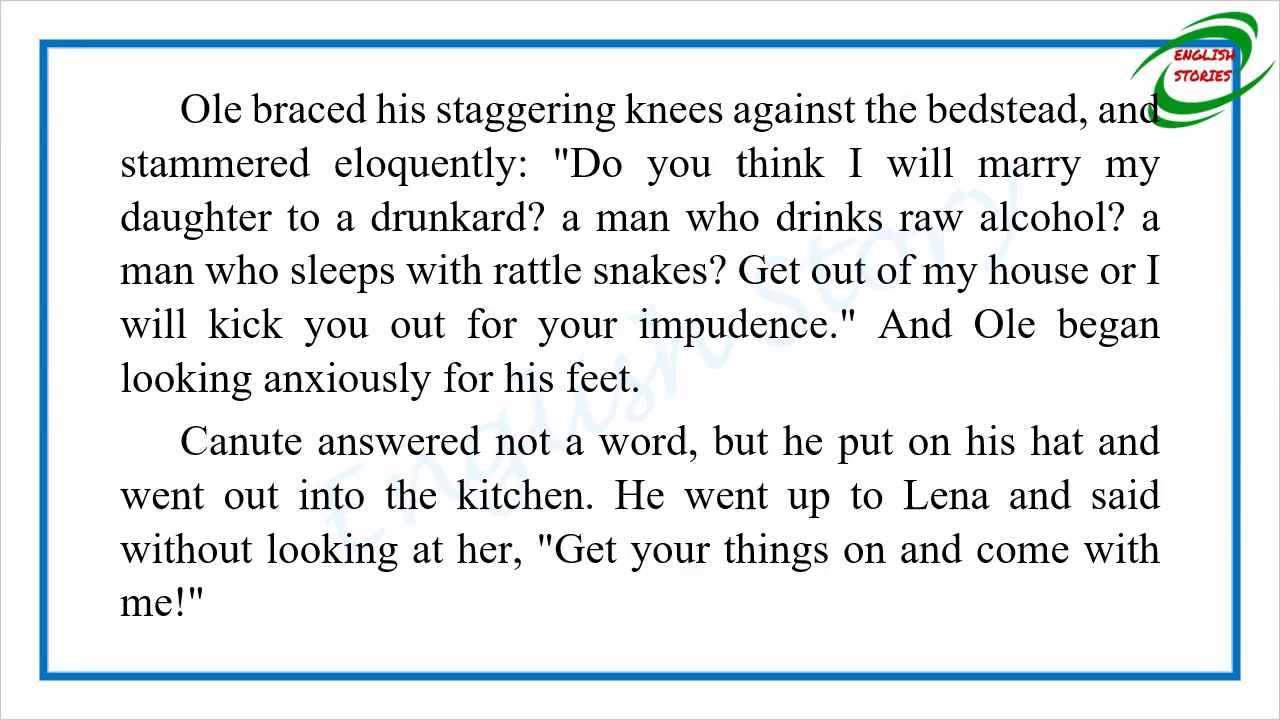 ENGLISH
STORIES
Ole braced his staggering knees against the bedstead, and
stammered eloquently: "Do you think I will marry my
daughter to a drunkard? a man who drinks raw alcohol? a
man who sleeps with rattle snakes? Get out of my house or I
will kick you out for your impudence." And Ole began
looking anxiously for his feet.
Canute answered not a word, but he put on his hat and
went out into the kitchen. He went up to Lena and said
without looking at her, "Get your things on and come with
me!"
English Story